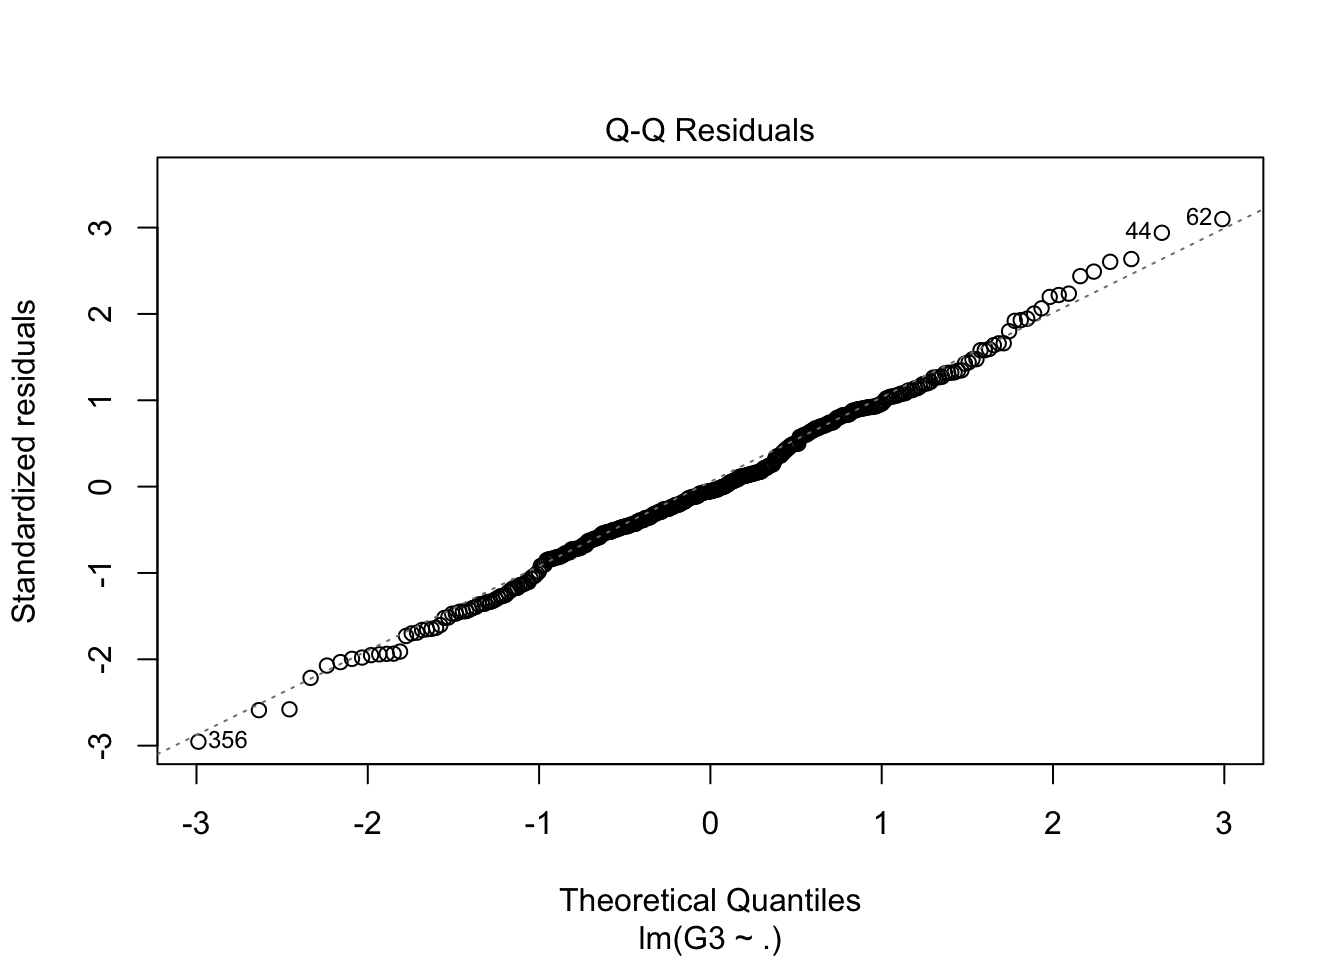 Q-Q Residuals
Standardized residuals
3
2
1
0
-1
-2
-3
44
62
356
-3 -2 -1 0 1 2 3
Theoretical Quantiles
lm(G3 ~ .)